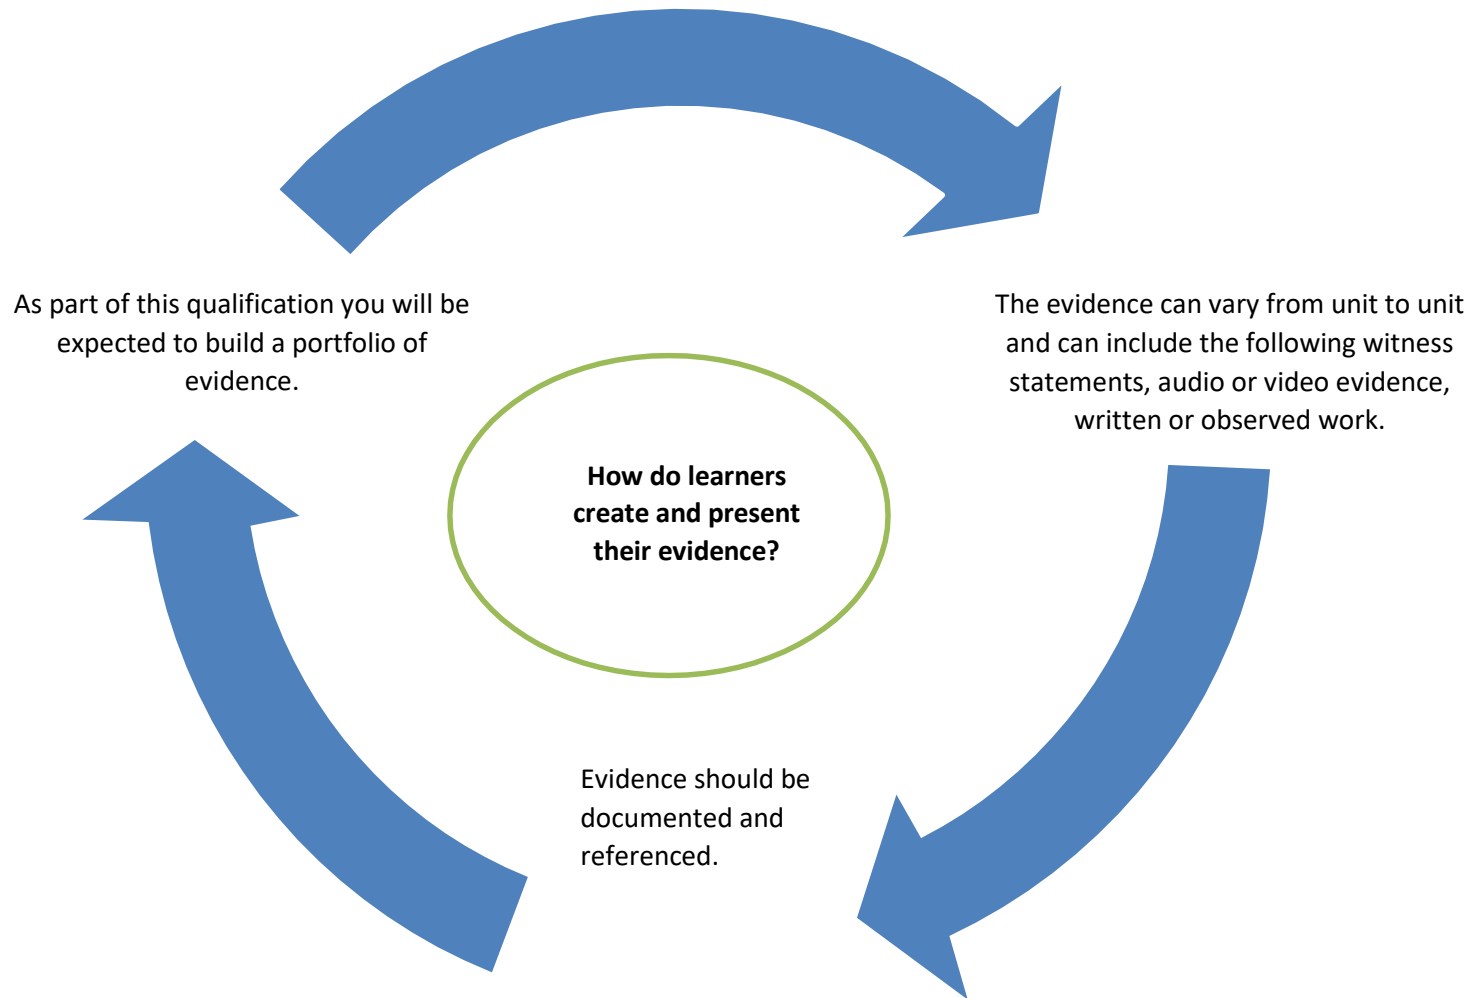 As part of this qualification you will be
expected to build a portfolio of
evidence.
The evidence can vary from unit to unit
and can include the following witness
statements, audio or video evidence,
written or observed work.
How do learners
create and present
their evidence?
Evidence should be
documented and
referenced.